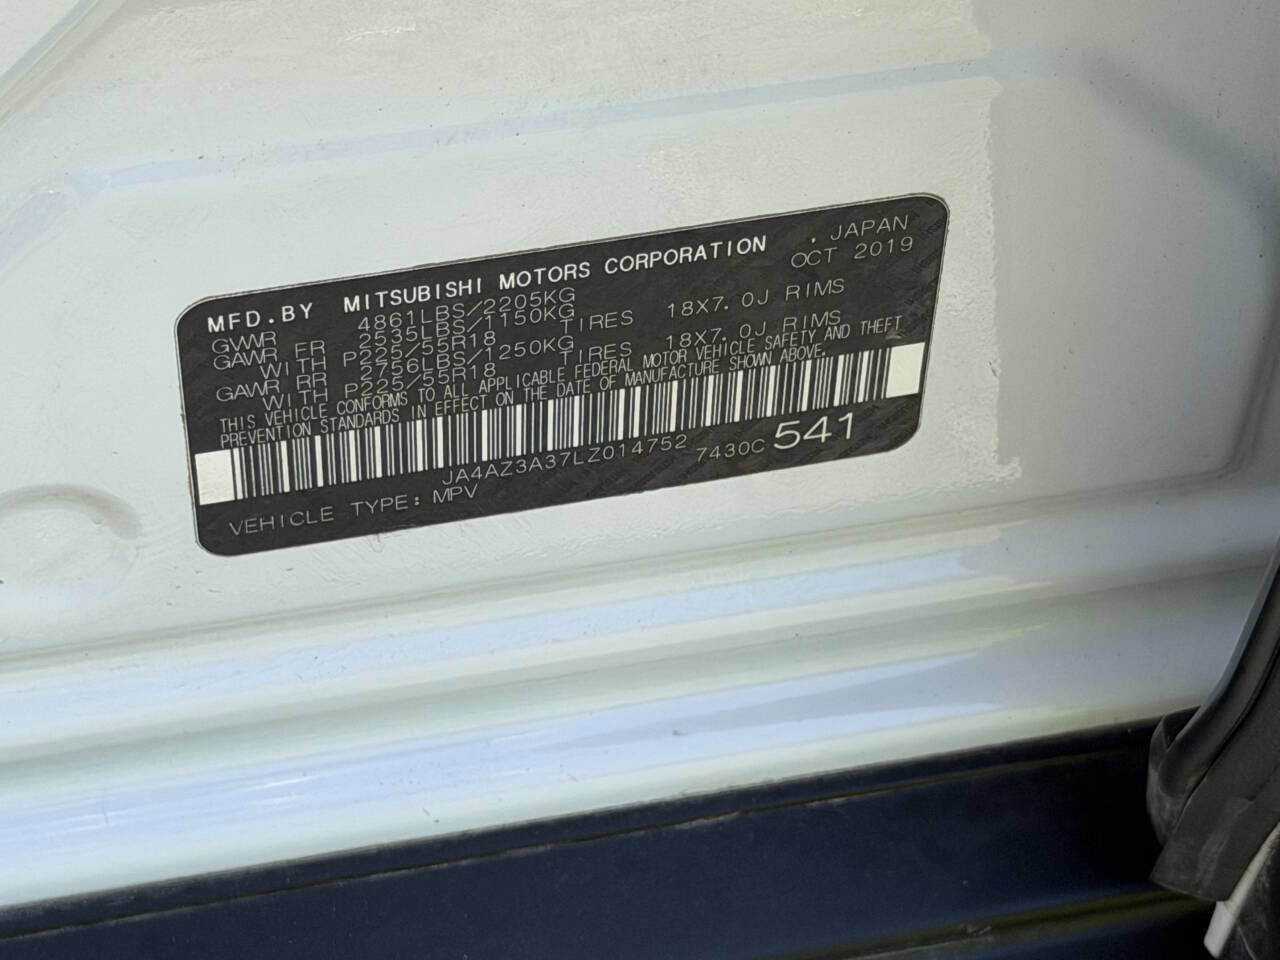 MFD.BY MITSUBISHI MOTORS CORPORATION . JAPAN
GVWR 4861LBS/2205KG OCT 2019
GAWR FR 2535LBS/1150KG
WITH P225/55R18 TIRES 18X7.0J RIMS
GAWR RR 2756LBS/1250KG
WITH P225/55R18 TIRES 18X7.0J RIMS
THIS VEHICLE CONFORMS TO ALL APPLICABLE FEDERAL MOTOR VEHICLE SAFETY AND THEFT
PREVENTION STANDARDS IN EFFECT ON THE DATE OF MANUFACTURE SHOWN ABOVE.
JA4AZ3A37LZ014752 7430C 541
VEHICLE TYPE: MPV